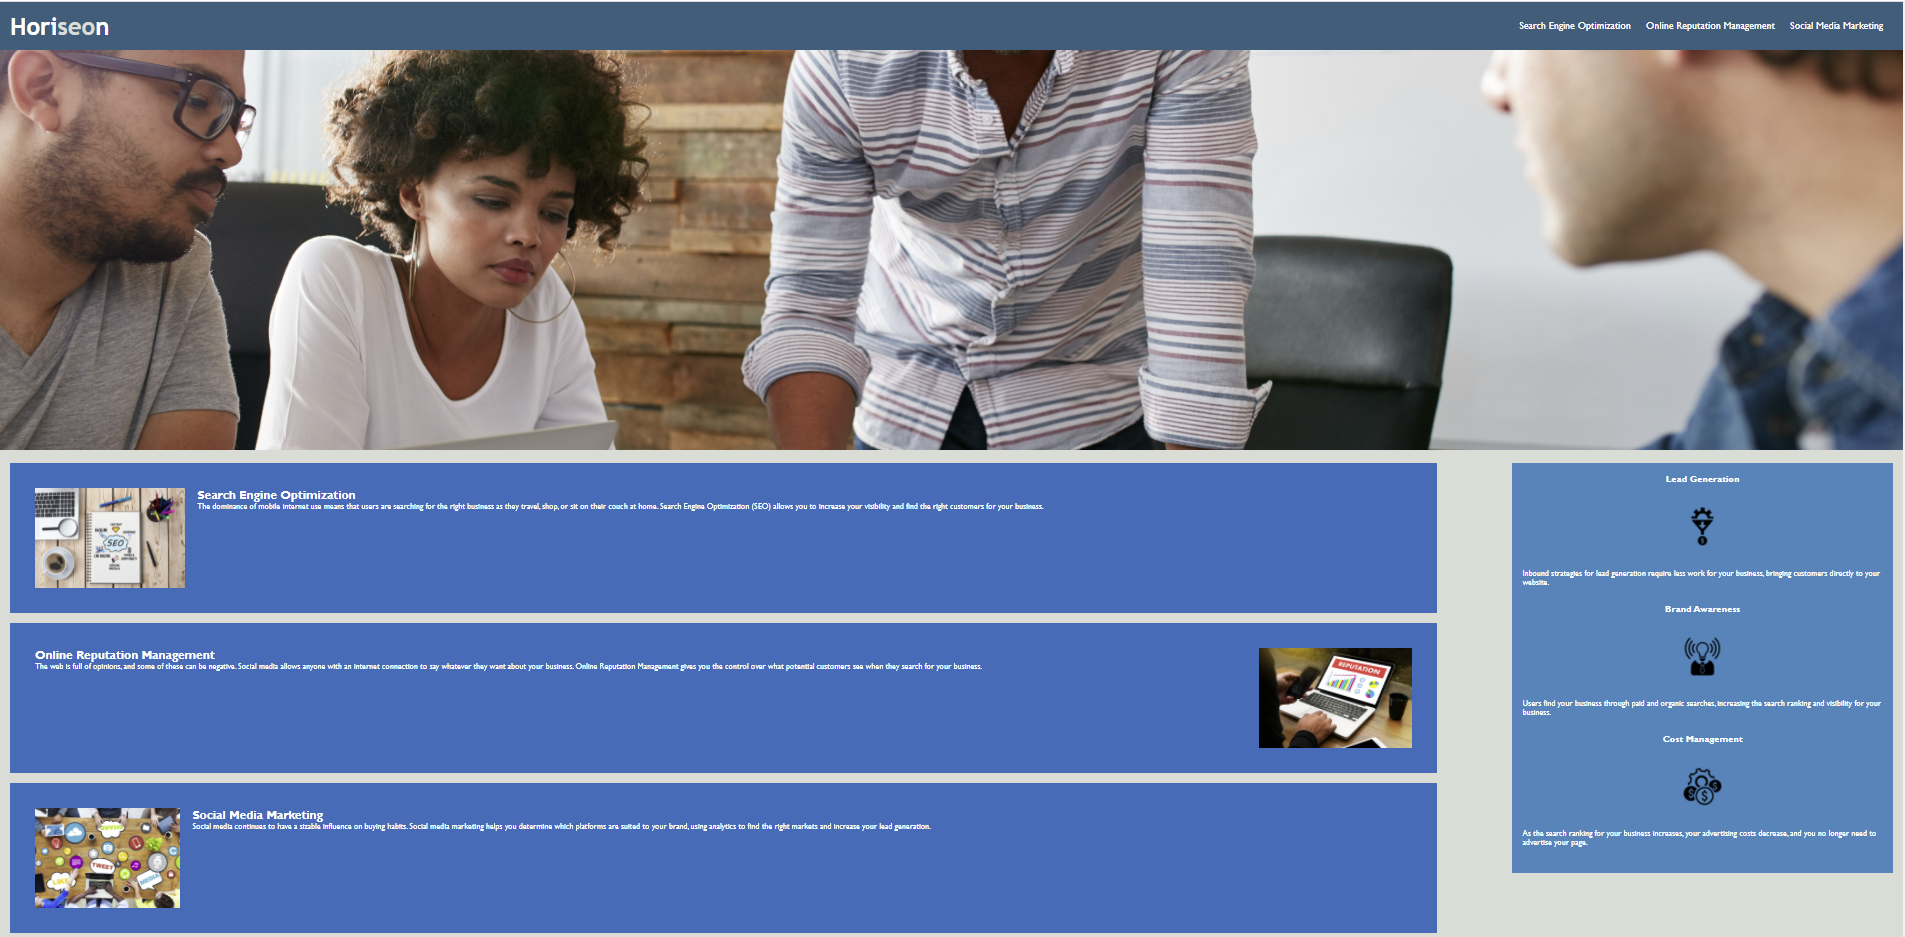 Horiseon
Search Engine Optimization
Online Reputation Management
Social Media Marketing
Search Engine Optimization
The dominance of mobile internet use means that users are searching for the right business as they travel, shop, or sit on their couch at home. Search Engine Optimization (SEO) allows you to increase your visibility and find the right customers for your business.
SEO
Online Reputation Management
The web is full of opinions, and some of these can be negative. Social media allows anyone with an internet connection to say whatever they want about your business. Online Reputation Management gives you the control over what potential customers see when they search for your business.
REPUTATION
Social Media Marketing
Social media continues to have a sizable influence on buying habits. Social media marketing helps you determine which platforms are suited to your brand, using analytics to find the right markets and increase your lead generation.
TWEET
LIKE
MEDIA
Lead Generation
Inbound strategies for lead generation require less work for your business, bringing customers directly to your
website.
Brand Awareness
Users find your business through paid and organic searches, increasing the search ranking and visibility for your
business.
Cost Management
As the search ranking for your business increases, your advertising costs decrease, and you no longer need to
advertise your page.